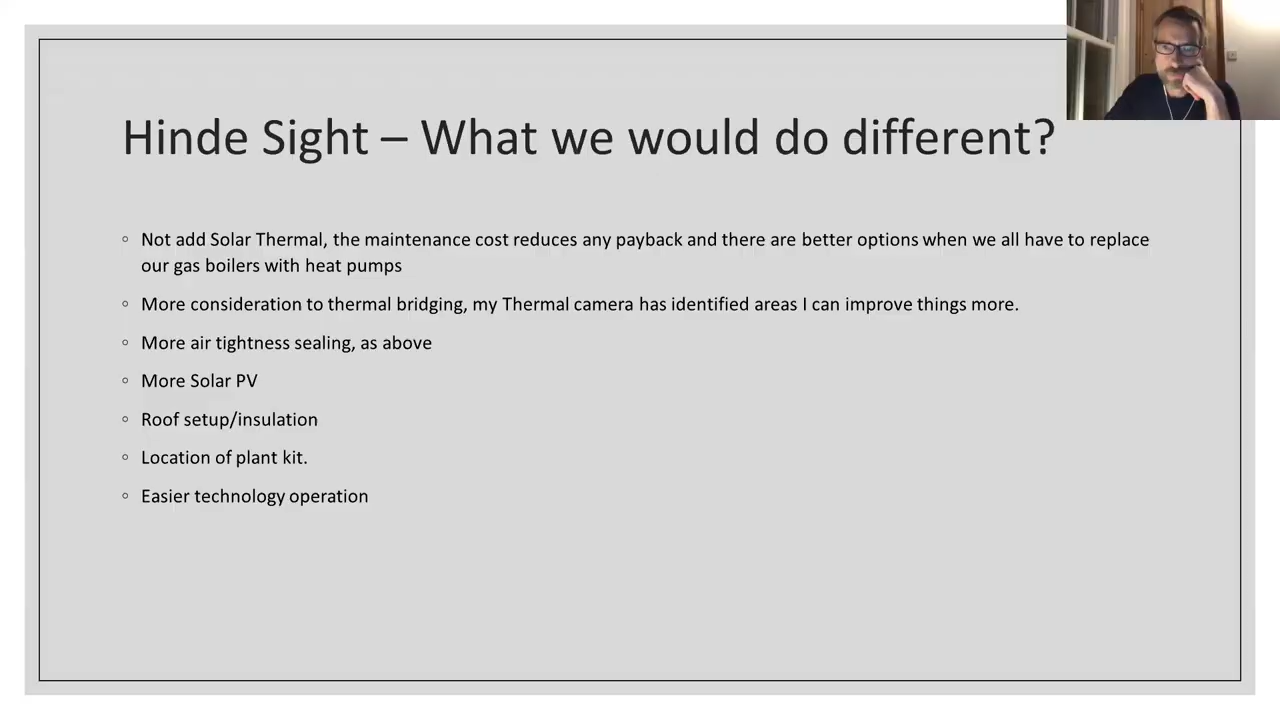 Hinde Sight – What we would do different?
◦ Not add Solar Thermal, the maintenance cost reduces any payback and there are better options when we all have to replace
our gas boilers with heat pumps
◦ More consideration to thermal bridging, my Thermal camera has identified areas I can improve things more.
◦ More air tightness sealing, as above
◦ More Solar PV
◦ Roof setup/insulation
◦ Location of plant kit.
◦ Easier technology operation